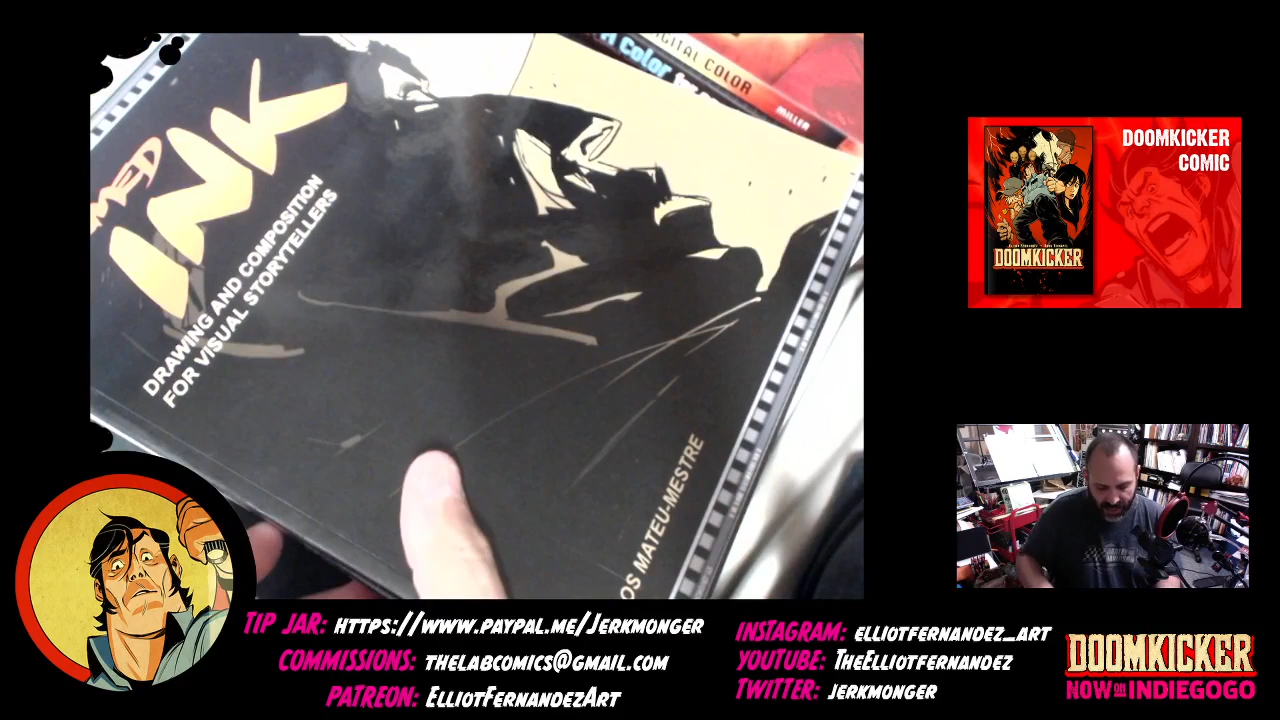 DIGITAL COLOR
Color
MILLER
MED
INK
DRAWING AND COMPOSITION
FOR VISUAL STORYTELLERS
OS MATEU-MESTRE
DOOMKICKER
COMIC
DOOMKICKER
TIP JAR: HTTPS://WWW.PAYPAL.ME/JERKMONGER
COMMISSIONS: THELABCOMICS@GMAIL.COM
PATREON: ELLIOTFERNANDEZART
INSTAGRAM: ELLIOTFERNANDEZ_ART
YOUTUBE: THEELLIOTFERNANDEZ
TWITTER: JERKMONGER
DOOMKICKER
NOW ON INDIEGOGO